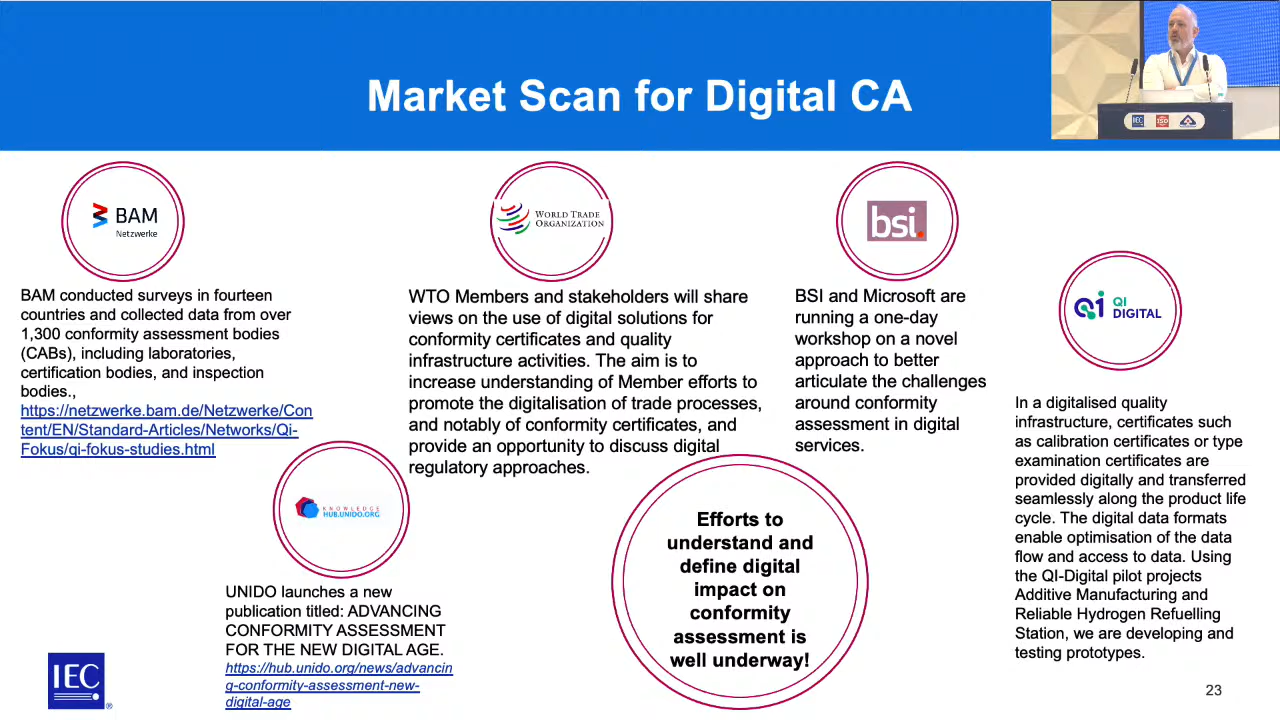 Market Scan for Digital CA
IEC
ISO
BAM
Netzwerke
BAM conducted surveys in fourteen
countries and collected data from over
1,300 conformity assessment bodies
(CABs), including laboratories,
certification bodies, and inspection
bodies.,
https://netzwerke.bam.de/Netzwerke/Con
tent/EN/Standard-Articles/Networks/Qi-
Fokus/qi-fokus-studies.html
WORLD TRADE
ORGANIZATION
WTO Members and stakeholders will share
views on the use of digital solutions for
conformity certificates and quality
infrastructure activities. The aim is to
increase understanding of Member efforts to
promote the digitalisation of trade processes,
and notably of conformity certificates, and
provide an opportunity to discuss digital
regulatory approaches.
bsi.
BSI and Microsoft are
running a one-day
workshop on a novel
approach to better
articulate the challenges
around conformity
assessment in digital
services.
QI
QI
DIGITAL
In a digitalised quality
infrastructure, certificates such
as calibration certificates or type
examination certificates are
provided digitally and transferred
seamlessly along the product life
cycle. The digital data formats
enable optimisation of the data
flow and access to data. Using
the QI-Digital pilot projects
Additive Manufacturing and
Reliable Hydrogen Refuelling
Station, we are developing and
testing prototypes.
KNOWLEDGE
HUB.UNIDO.ORG
UNIDO launches a new
publication titled: ADVANCING
CONFORMITY ASSESSMENT
FOR THE NEW DIGITAL AGE.
https://hub.unido.org/news/advancin
g-conformity-assessment-new-
digital-age
Efforts to
understand and
define digital
impact on
conformity
assessment is
well underway!
IEC
®
23